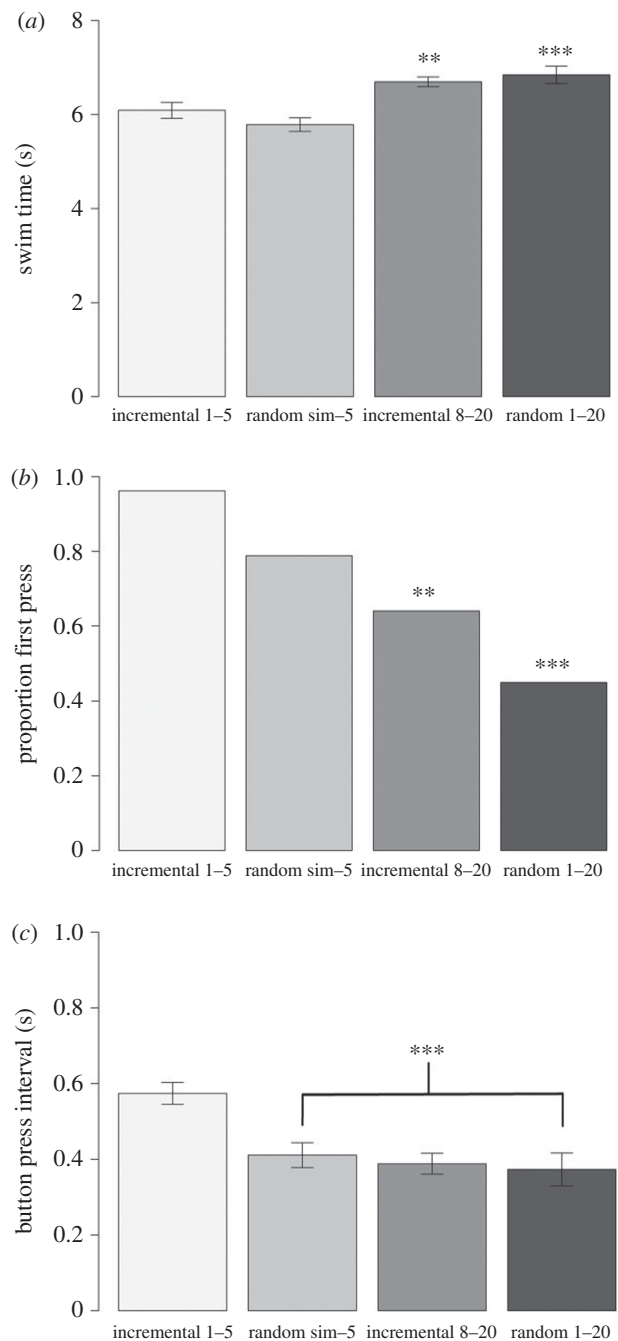 (a)
swim time (s)
8
6
4
2
0
** ***
incremental 1–5 random sim–5 incremental 8–20 random 1–20
(b)
proportion first press
1.0
0.8
0.6
0.4
0.2
0
**
***
incremental 1–5 random sim–5 incremental 8–20 random 1–20
(c)
button press interval (s)
1.0
0.8
0.6
0.4
0.2
0
***
incremental 1–5 random sim–5 incremental 8–20 random 1–20